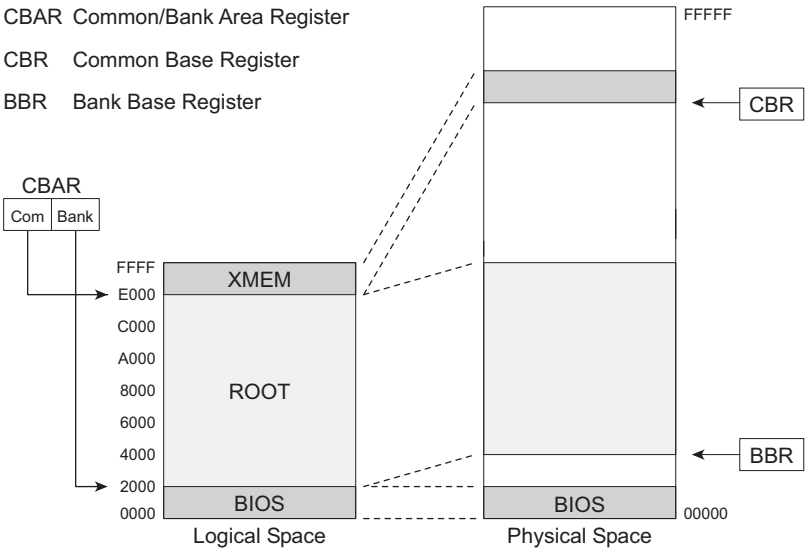 CBAR Common/Bank Area Register
CBR Common Base Register
BBR Bank Base Register
FFFFF
CBR
CBAR
Com Bank
FFFF
XMEM
E000
C000
A000
8000
ROOT
6000
4000
BBR
2000
BIOS
BIOS
0000
00000
Logical Space
Physical Space